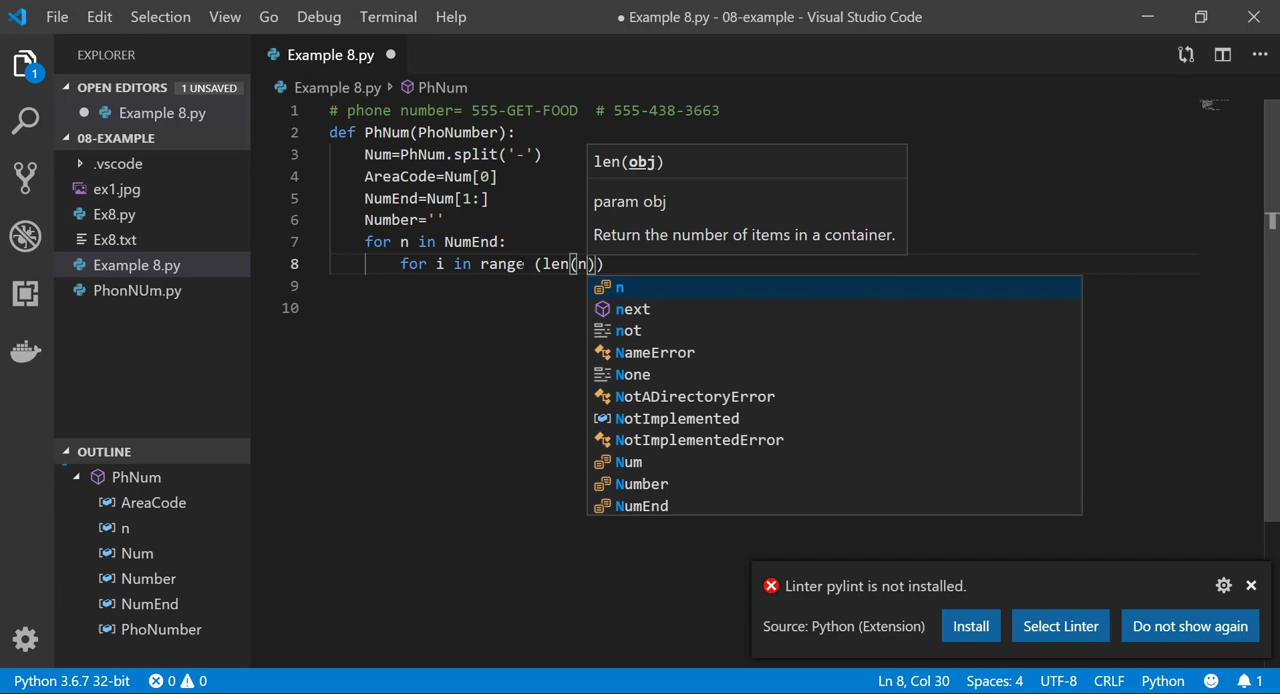 File Edit Selection View Go Debug Terminal Help ● Example 8.py - 08-example - Visual Studio Code
EXPLORER
Example 8.py ●
1
OPEN EDITORS 1 UNSAVED
● Example 8.py
08-EXAMPLE
.vscode
ex1.jpg
Ex8.py
Ex8.txt
Example 8.py
PhonNUm.py
OUTLINE
PhNum
AreaCode
n
Num
Number
NumEnd
PhoNumber
Example 8.py PhNum
1 # phone number= 555-GET-FOOD # 555-438-3663
2 def PhNum(PhoNumber):
3 Num=PhNum.split('-')
4 AreaCode=Num[0]
5 NumEnd=Num[1:]
6 Number=''
7 for n in NumEnd:
8 for i in range (len(n))
9
10
len(obj)
param obj
Return the number of items in a container.
n
next
not
NameError
None
NotADirectoryError
NotImplemented
NotImplementedError
Num
Number
NumEnd
Linter pylint is not installed.
Source: Python (Extension) Install Select Linter Do not show again
Python 3.6.7 32-bit 0 0 Ln 8, Col 30 Spaces: 4 UTF-8 CRLF Python 1